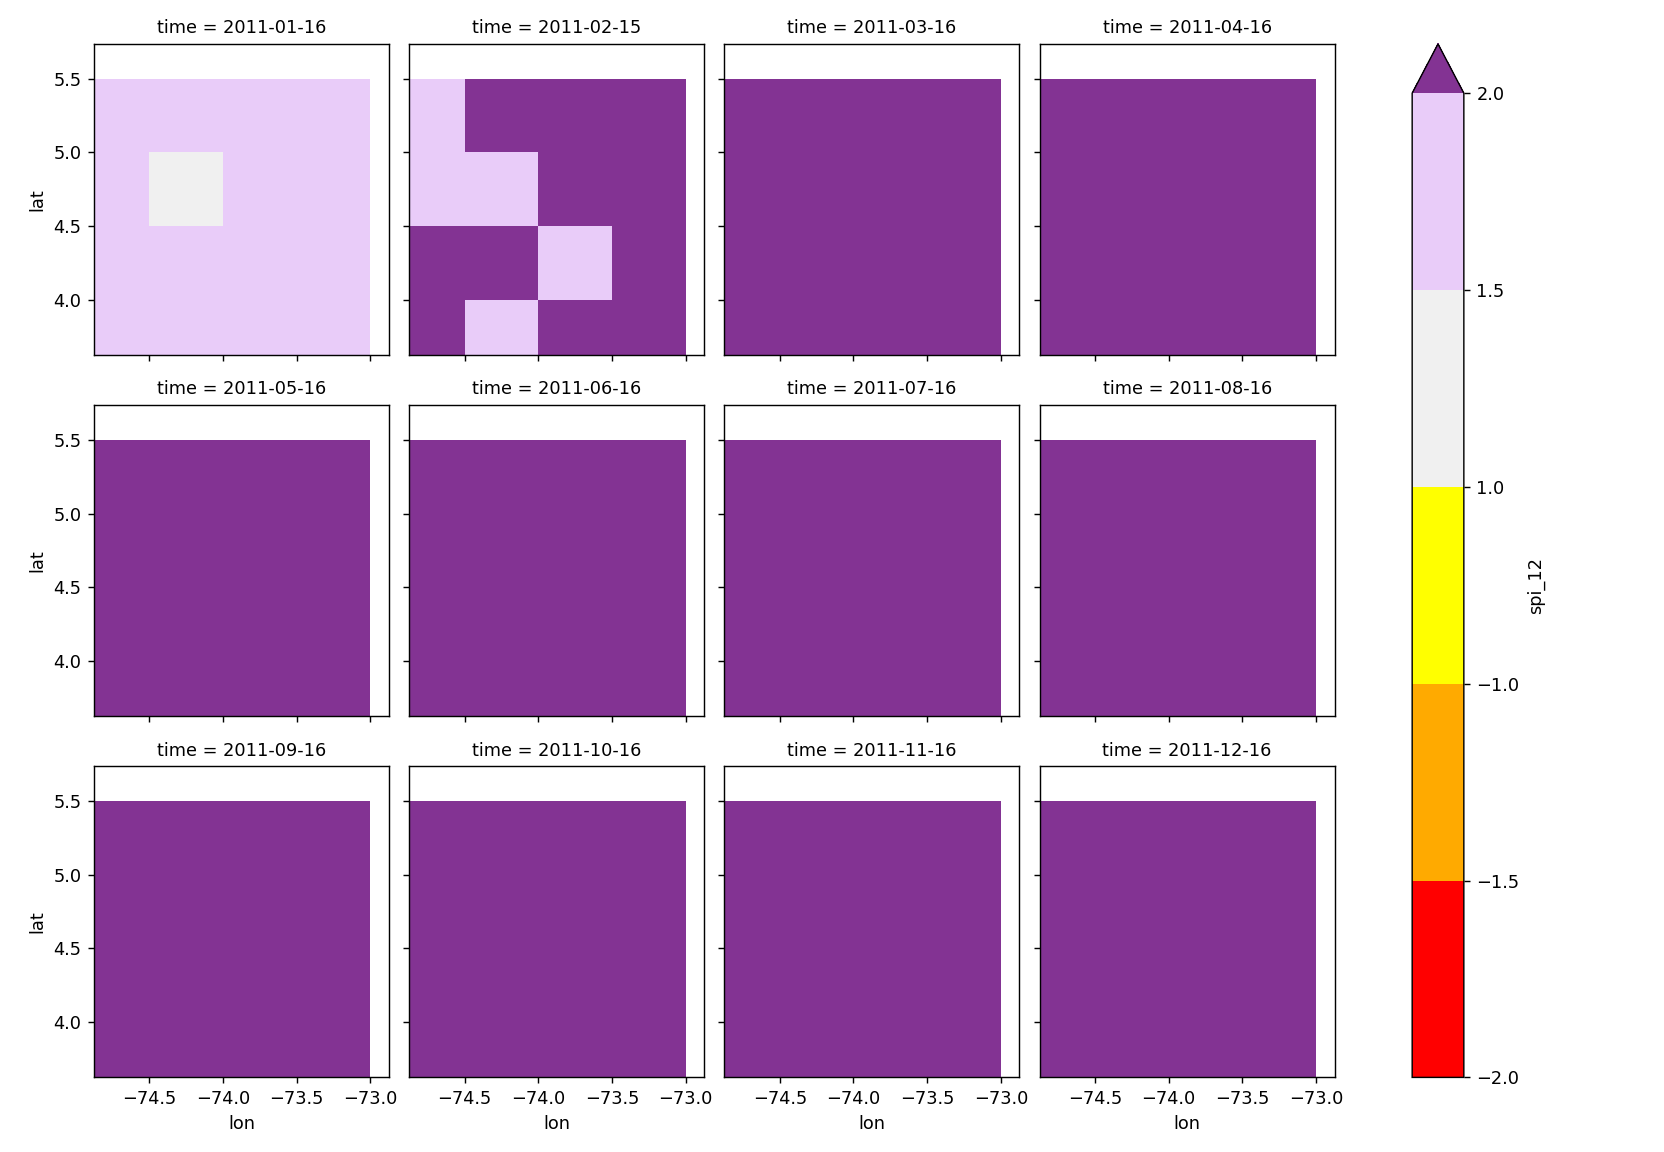 time = 2011-01-16 time = 2011-02-15 time = 2011-03-16 time = 2011-04-16
5.5
5.0
4.5
4.0
lat
time = 2011-05-16 time = 2011-06-16 time = 2011-07-16 time = 2011-08-16
5.5
5.0
4.5
4.0
lat
time = 2011-09-16 time = 2011-10-16 time = 2011-11-16 time = 2011-12-16
5.5
5.0
4.5
4.0
lat
−74.5 −74.0 −73.5 −73.0 −74.5 −74.0 −73.5 −73.0 −74.5 −74.0 −73.5 −73.0 −74.5 −74.0 −73.5 −73.0
lon lon lon lon
2.0
1.5
1.0
−1.0
−1.5
−2.0
spi_12